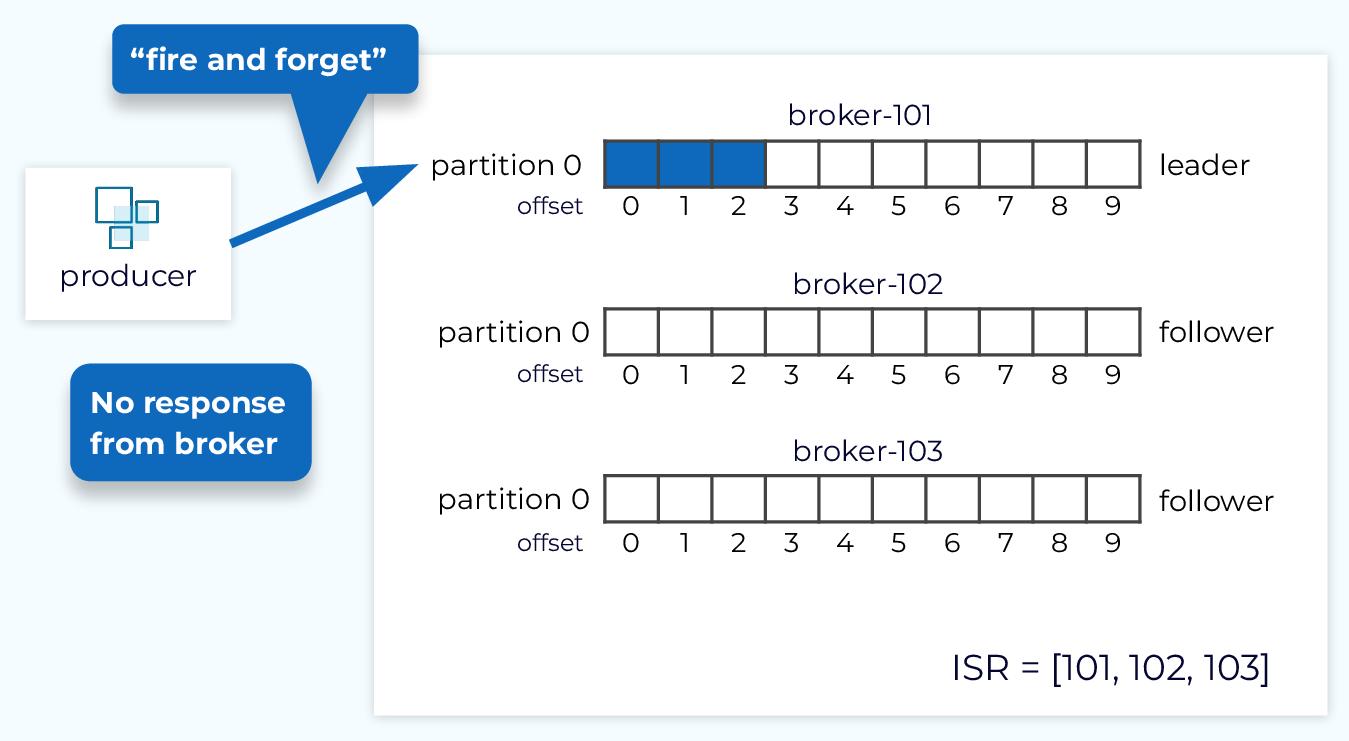 “fire and forget”
producer
No response
from broker
broker-101
partition 0 leader
offset 0 1 2 3 4 5 6 7 8 9
broker-102
partition 0 follower
offset 0 1 2 3 4 5 6 7 8 9
broker-103
partition 0 follower
offset 0 1 2 3 4 5 6 7 8 9
ISR = [101, 102, 103]